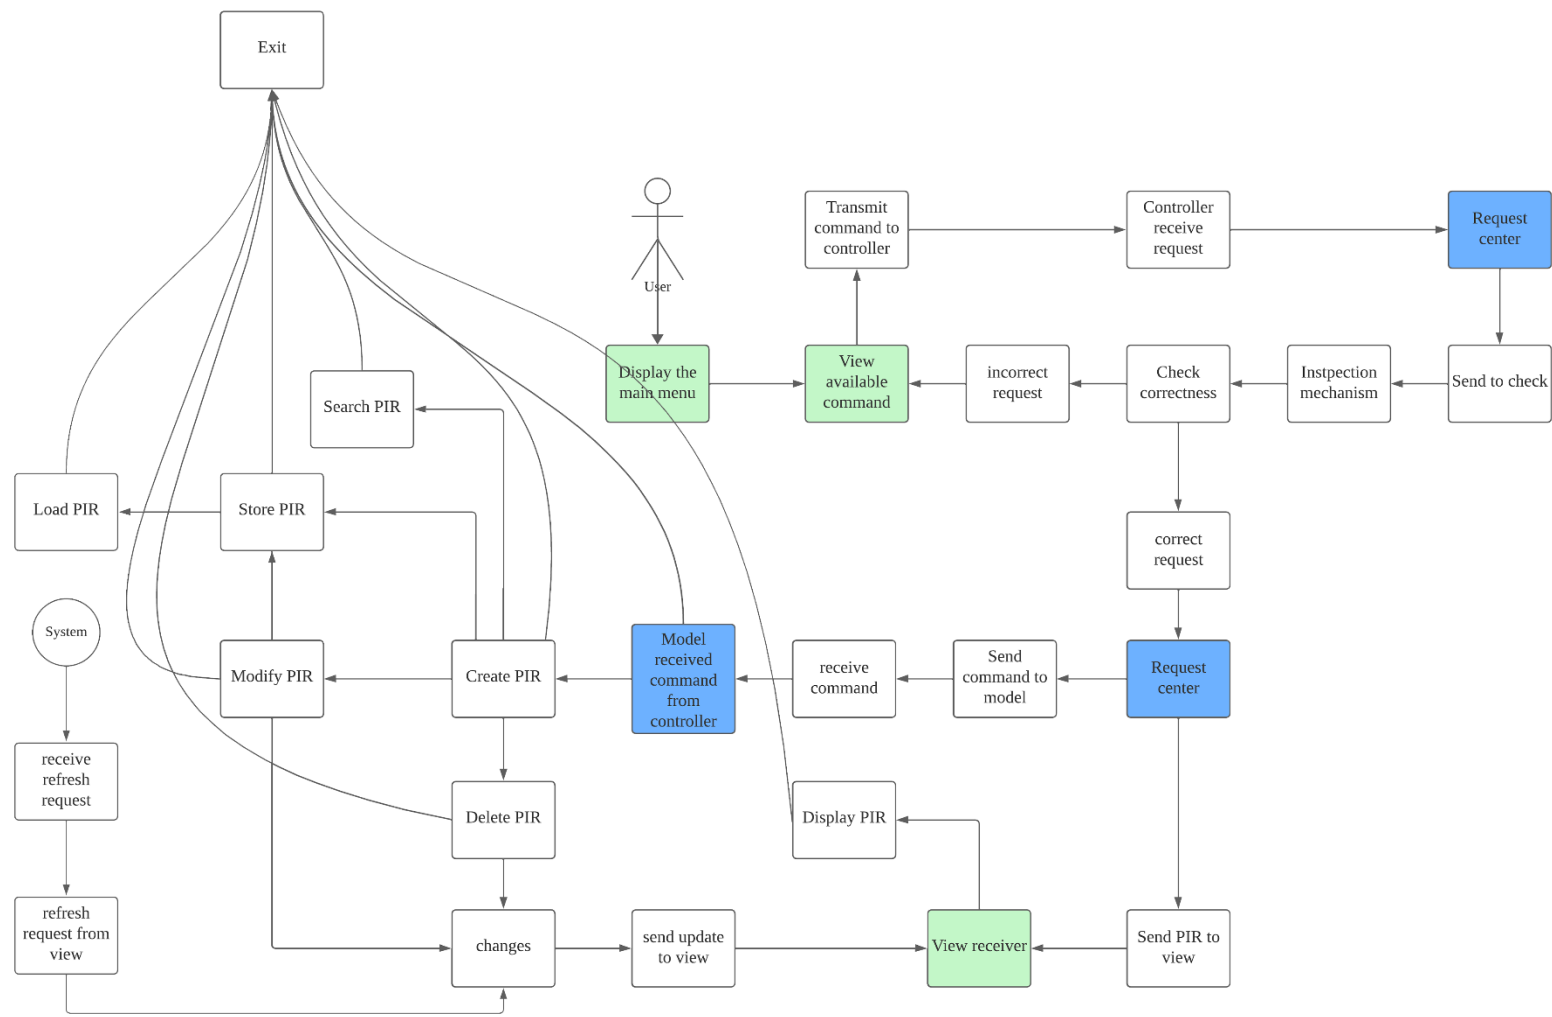 Exit
User
Transmit
command to
controller
Controller
receive
request
Request
center
Display the
main menu
View
available
command
incorrect
request
Check
correctness
Instpection
mechanism
Send to check
Search PIR
Load PIR
Store PIR
correct
request
System
Modify PIR
Create PIR
Model
received
command
from
controller
receive
command
Send
command to
model
Request
center
receive
refresh
request
Delete PIR
Display PIR
refresh
request from
view
changes
send update
to view
View receiver
Send PIR to
view